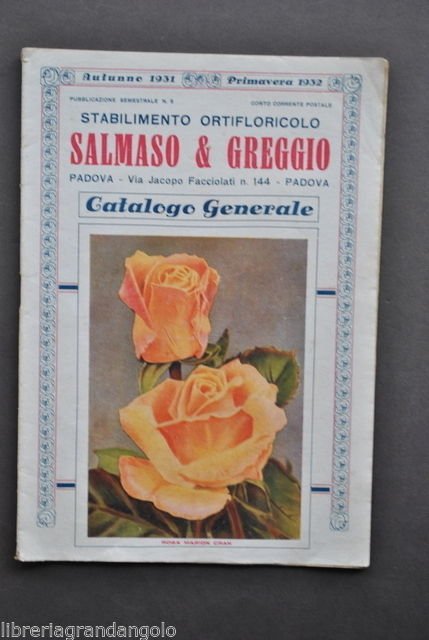 Autunno 1931 Primavera 1932
PUBBLICAZIONE SEMESTRALE N. 5 CONTO CORRENTE POSTALE
STABILIMENTO ORTIFLORICOLO
SALMASO & GREGGIO
PADOVA - Via Jacopo Facciolati n. 144 - PADOVA
Catalogo Generale
ROSA MARION CRAN
libreriagrandangolo